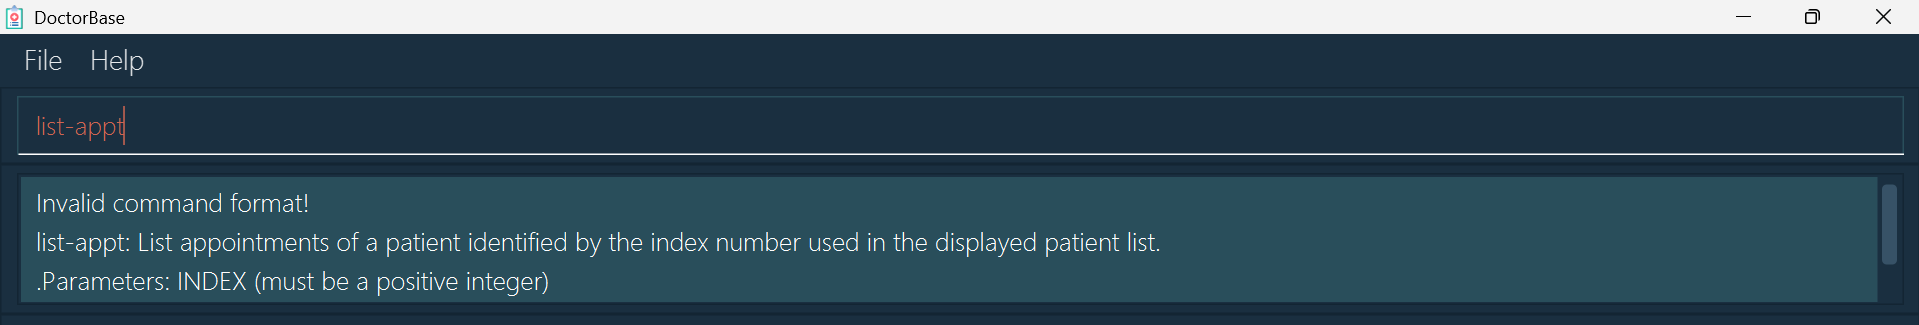 DoctorBase
File Help
list-appt
Invalid command format!
list-appt: List appointments of a patient identified by the index number used in the displayed patient list.
.Parameters: INDEX (must be a positive integer)